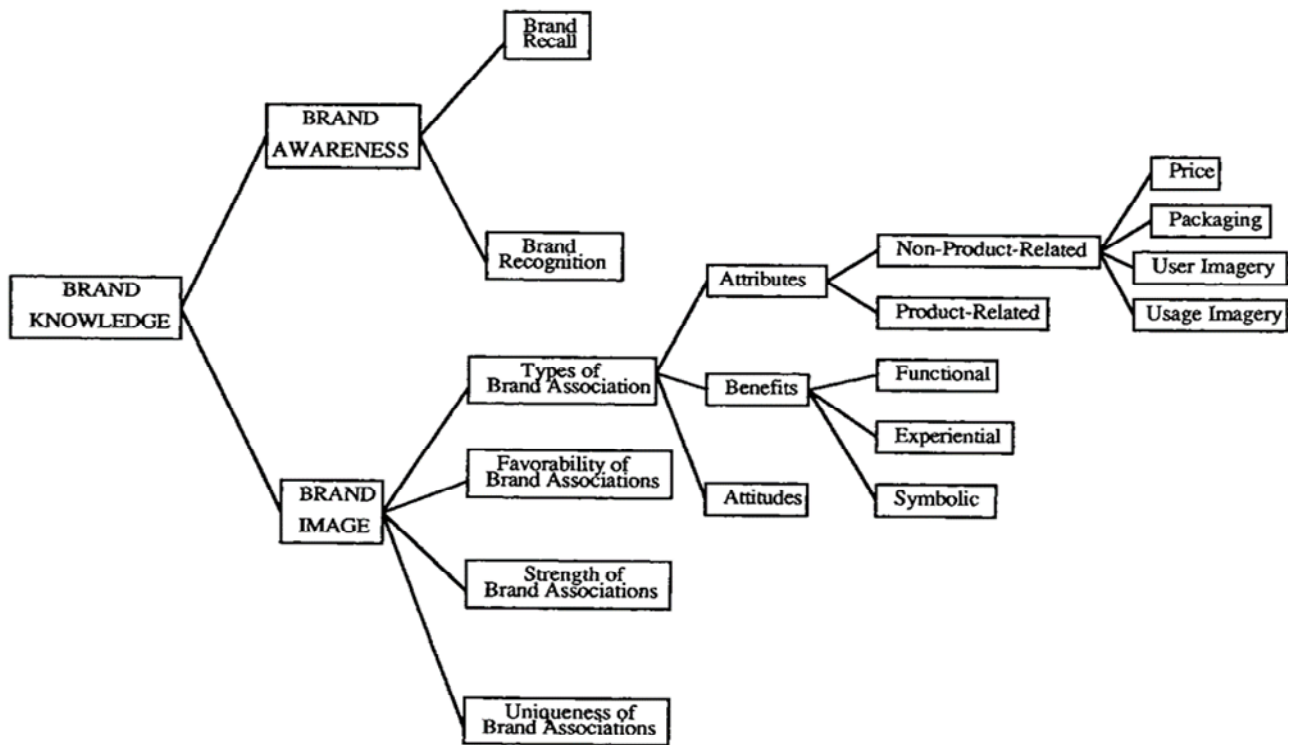 Brand
Recall
BRAND
AWARENESS
Brand
Recognition
BRAND
KNOWLEDGE
BRAND
IMAGE
Types of
Brand Association
Favorability of
Brand Associations
Strength of
Brand Associations
Uniqueness of
Brand Associations
Attributes
Benefits
Attitudes
Non-Product-Related
Product-Related
Functional
Experiential
Symbolic
Price
Packaging
User Imagery
Usage Imagery